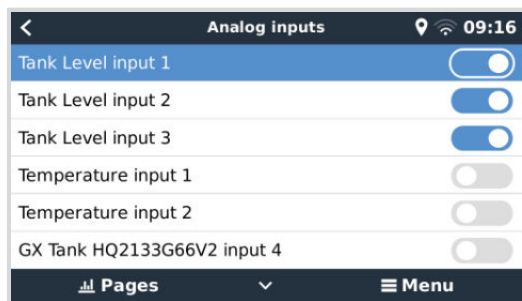 Analog inputs 09:16
Tank Level input 1
Tank Level input 2
Tank Level input 3
Temperature input 1
Temperature input 2
GX Tank HQ2133G66V2 input 4
Pages Menu